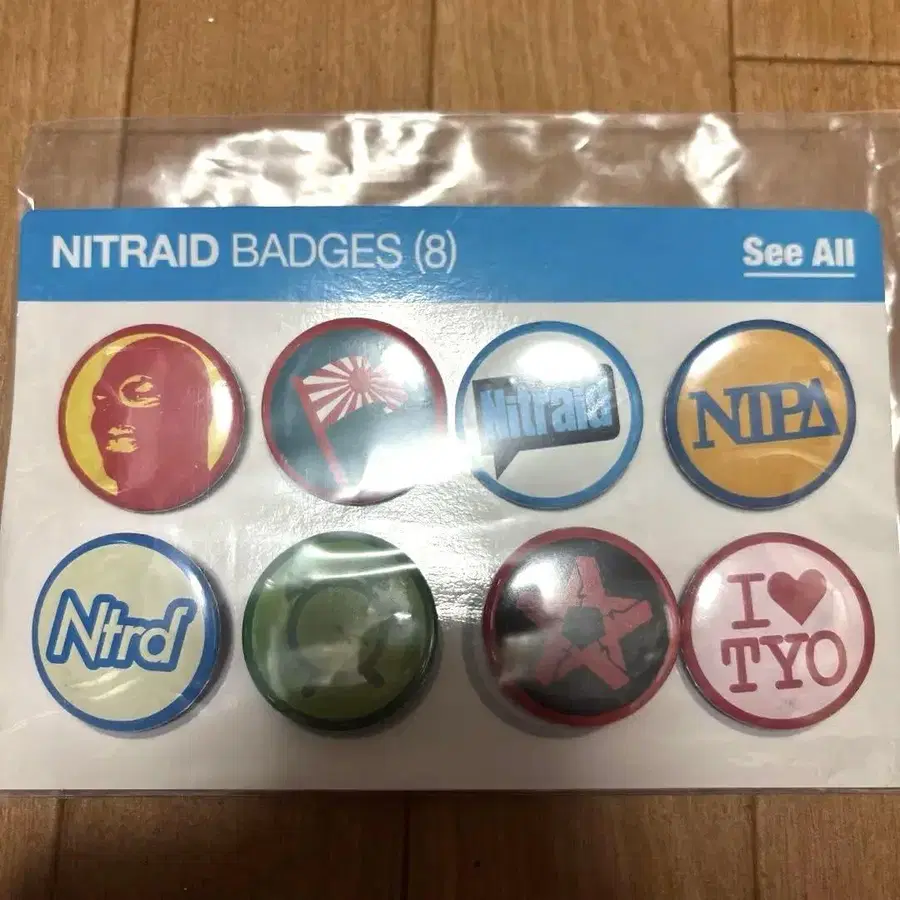 NITRAID BADGES (8)
See All
Nitraid
NTPA
Ntrd
I ♥
TYO